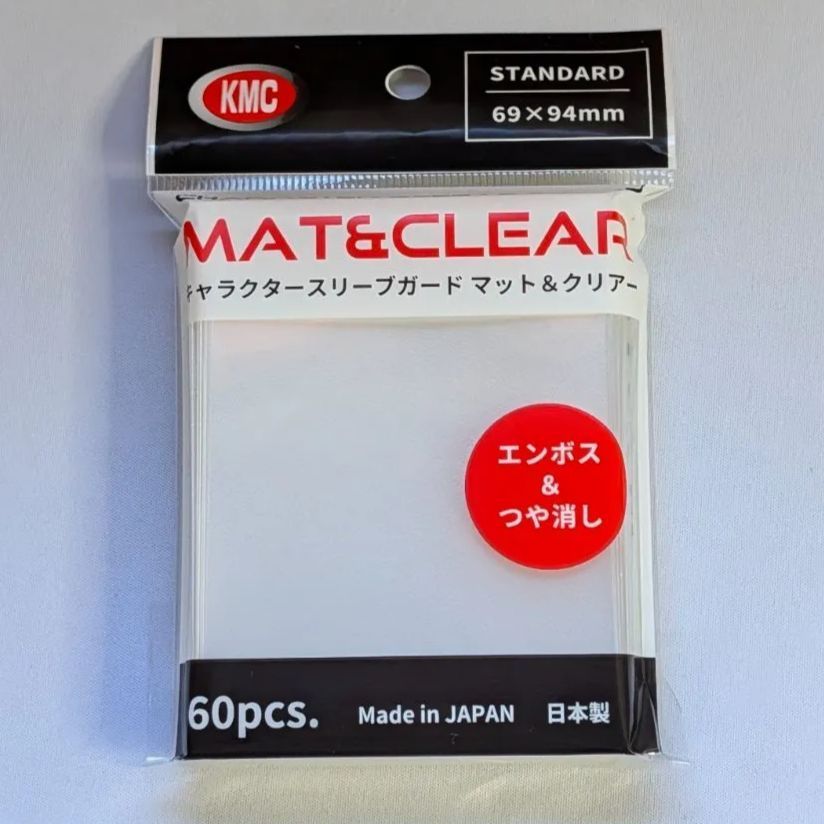 KMC
STANDARD
69×94mm
MAT&CLEAR
キャラクタースリーブガード マット＆クリアー
エンボス
&
つや消し
60pcs.
Made in JAPAN 日本製